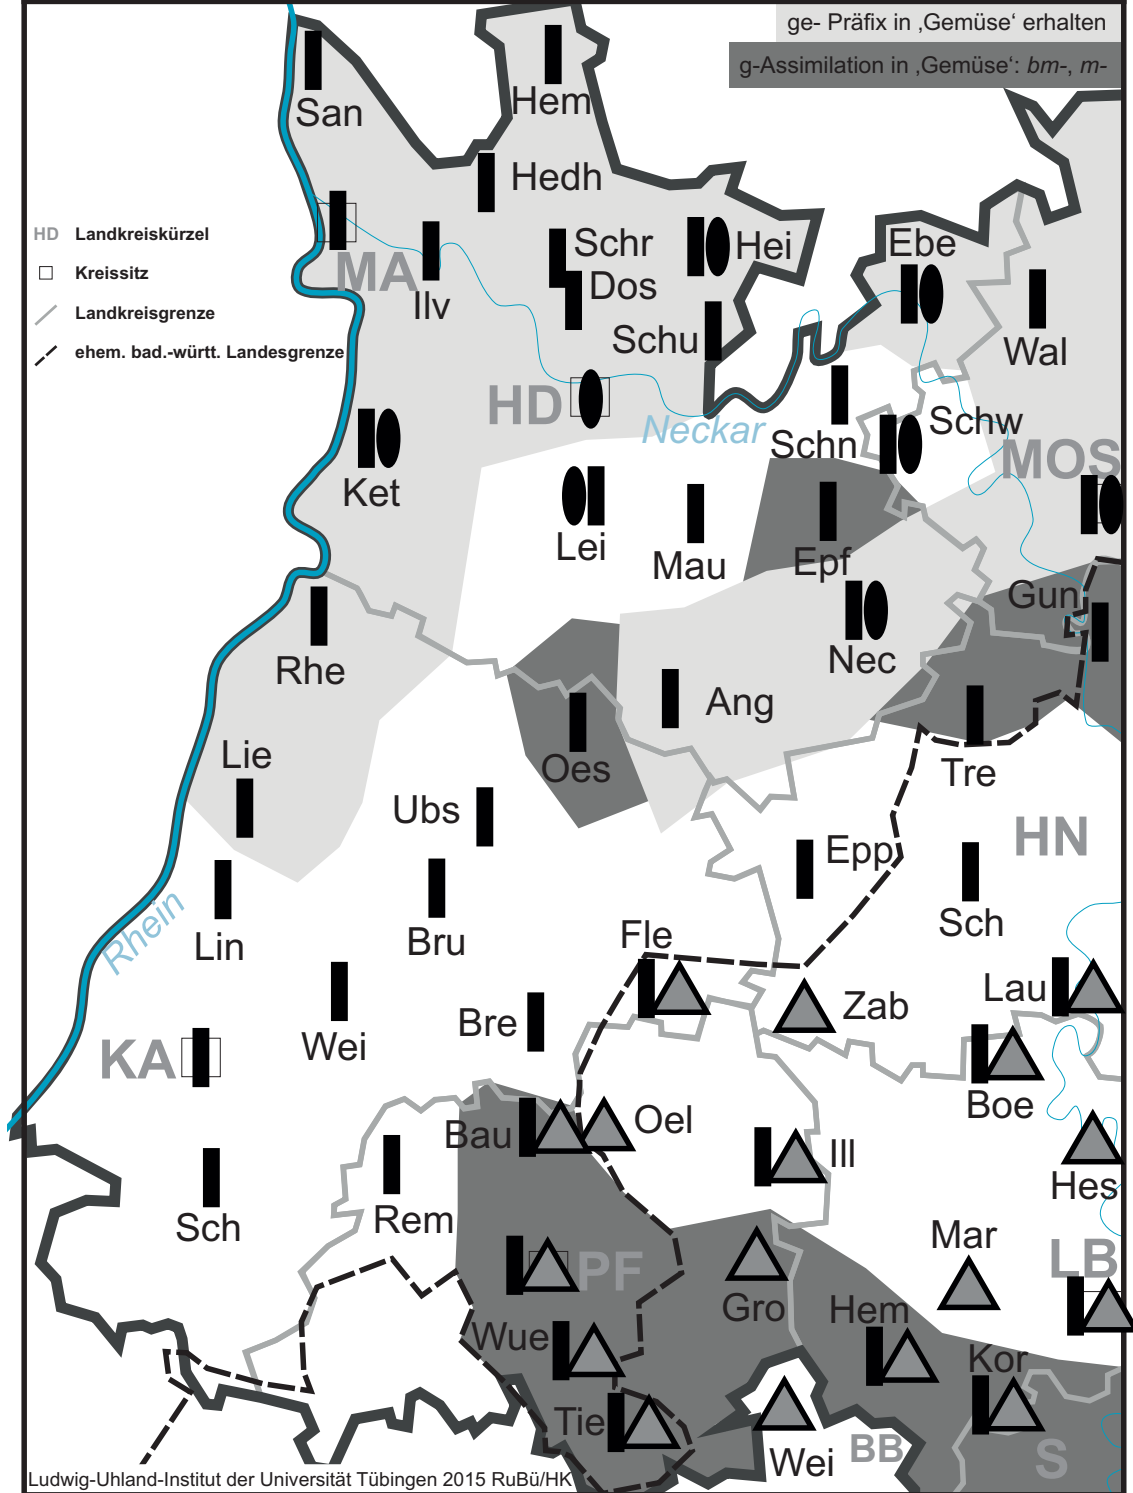 ge- Präfix in ‚Gemüse‘ erhalten
g-Assimilation in ‚Gemüse‘: bm-, m-
San
Hem
Hedh
HD Landkreiskürzel
Kreissitz
Landkreisgrenze
ehem. bad.-württ. Landesgrenze
MA
Ilv
Schr
Dos
Hei
Schu
Ebe
Wal
HD
Neckar
Schn
Schw
MOS
Ket
Lei
Mau
Epf
Gun
Rhe
Nec
Ang
Oes
Tre
Lie
Ubs
HN
Epp
Rhein
Lin
Bru
Sch
Fle
Lau
Zab
Bre
Wei
KA
Boe
Bau
Oel
Ill
Hes
Sch
Rem
Mar
LB
PF
Gro
Hem
Wue
Kor
Tie
Wei
BB
S
Ludwig-Uhland-Institut der Universität Tübingen 2015 RuBü/HK